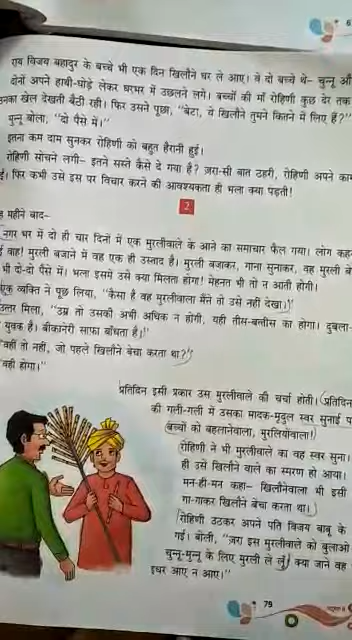 राय विजय बहादुर के बच्चे भी एक दिन खिलौने घर ले आए। वे दो बच्चे थे– चुन्नू औ
दोनों अपने हाथी-घोड़े लेकर घरभर में उछलने लगे। बच्चों की माँ रोहिणी कुछ देर तक
उनका खेल देखती बैठी रही। फिर उसने पूछा, "बेटा, ये खिलौने तुमने कितने में लिए हैं?"
मुन्नू बोला, "दो पैसे में।"
इतना कम दाम सुनकर रोहिणी को बहुत हैरानी हुई।
रोहिणी सोचने लगी– इतने सस्ते कैसे दे गया है? ज़रा-सी बात ठहरी, रोहिणी अपने काम
ई। फिर कभी उसे इस पर विचार करने की आवश्यकता ही भला क्या पड़ती!
2
ह महीने बाद–
नगर भर में दो ही चार दिनों में एक मुरलीवाले के आने का समाचार फैल गया। लोग कहन
ई वाह! मुरली बजाने में वह एक ही उस्ताद है। मुरली बजाकर, गाना सुनाकर, वह मुरली बे
भी दो-दो पैसे में। भला इसमें उसे क्या मिलता होगा! मेहनत भी तो न आती होगी।
एक व्यक्ति ने पूछ लिया, "कैसा है वह मुरलीवाला मैंने तो उसे नहीं देखा।"
उत्तर मिला, "उम्र तो उसकी अभी अधिक न होगी, यही तीस-बत्तीस का होगा। दुबला-
युवक है। बीकानेरी साफा बाँधता है।"
"वही तो नहीं, जो पहले खिलौने बेचा करता था?"
"वही होगा।"
प्रतिदिन इसी प्रकार उस मुरलीवाले की चर्चा होती। प्रतिदिन
की गली-गली में उसका मादक-मृदुल स्वर सुनाई प
(बच्चों को बहलानेवाला, मुरलियावाला!)
रोहिणी ने भी मुरलीवाले का वह स्वर सुना।
ही उसे खिलौने वाले का स्मरण हो आया।
मन-ही-मन कहा– खिलौनेवाला भी इसी
गा-गाकर खिलौने बेचा करता था।
रोहिणी उठकर अपने पति विजय बाबू के
गई। बोली, "ज़रा इस मुरलीवाले को बुलाओ
चुन्नू-मुन्नू के लिए मुरली ले लूँ। क्या जाने वह
इधर आए न आए।"
79